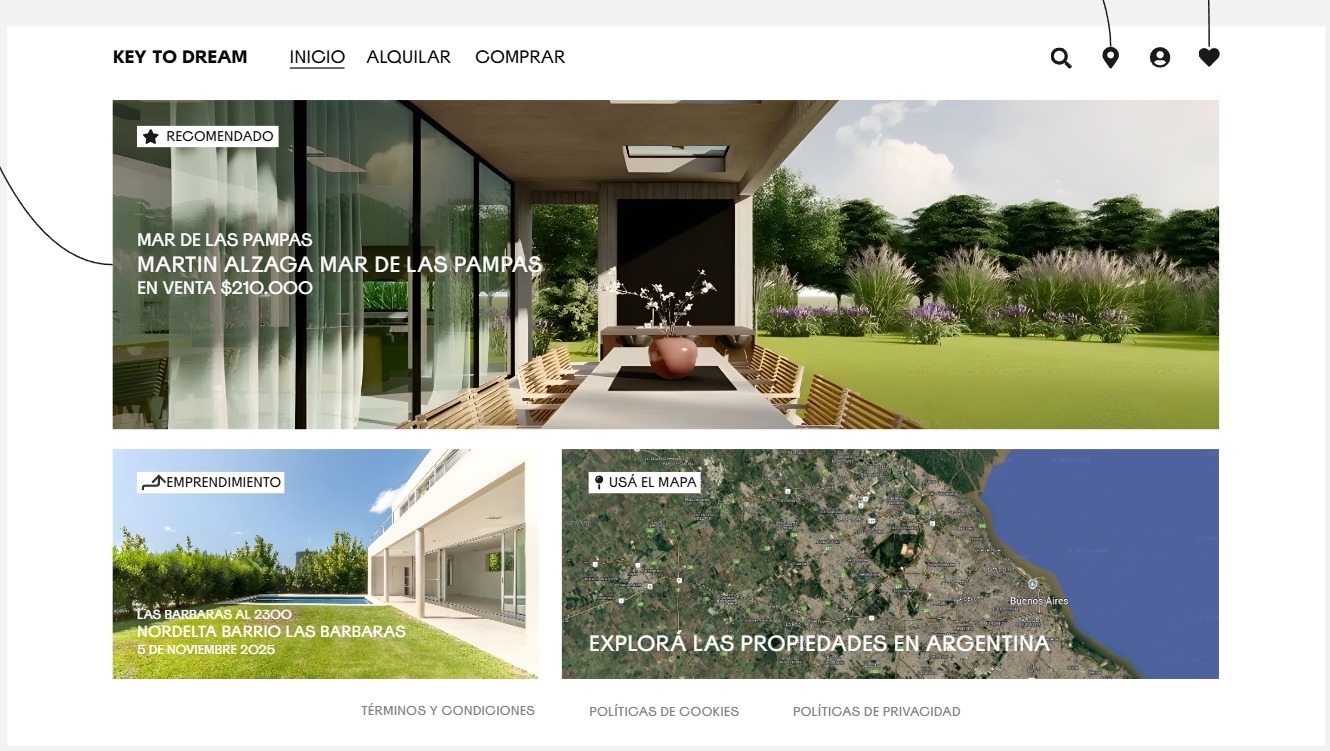 KEY TO DREAM INICIO ALQUILAR COMPRAR
RECOMENDADO
MAR DE LAS PAMPAS
MARTIN ALZAGA MAR DE LAS PAMPAS
EN VENTA $210.000
EMPRENDIMIENTO
LAS BARBARAS AL 2300
NORDELTA BARRIO LAS BARBARAS
5 DE NOVIEMBRE 2025
USÁ EL MAPA
Buenos Aires
EXPLORÁ LAS PROPIEDADES EN ARGENTINA
TÉRMINOS Y CONDICIONES POLÍTICAS DE COOKIES POLÍTICAS DE PRIVACIDAD